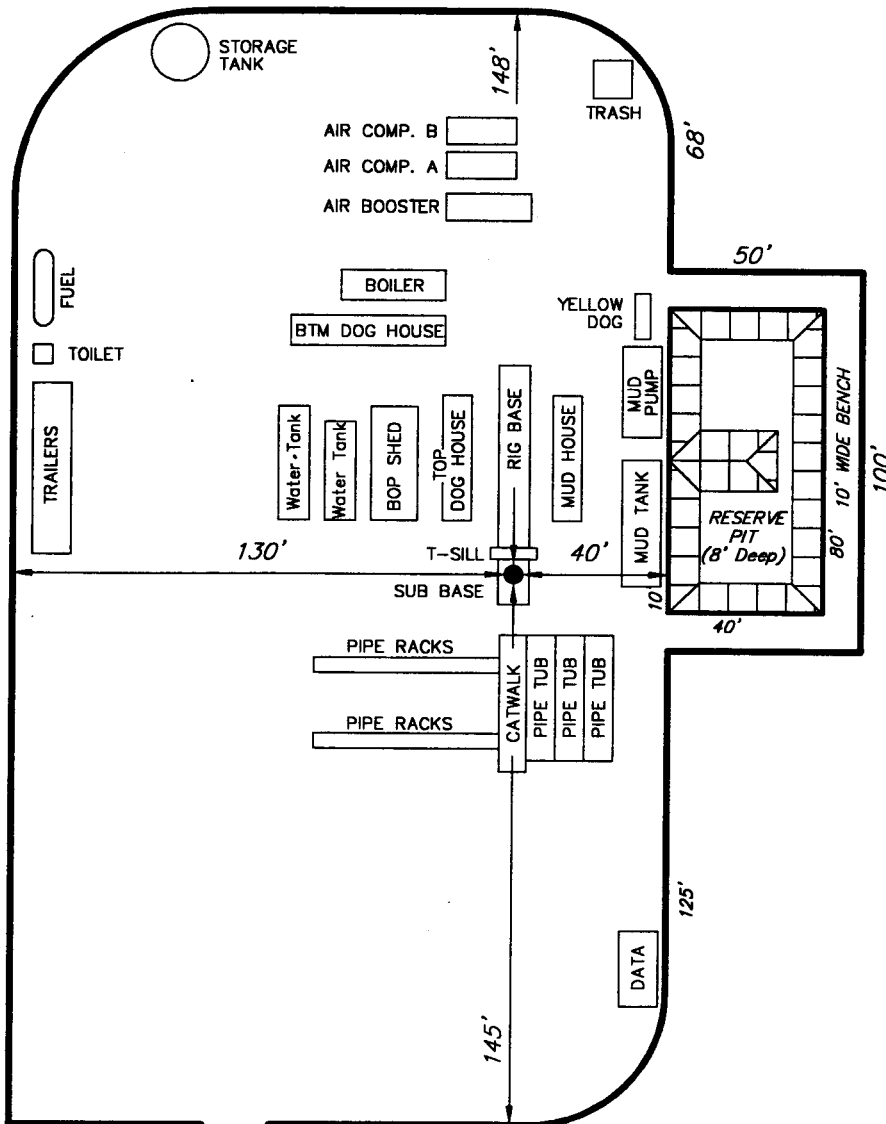 STORAGE
TANK
148'
TRASH
AIR COMP. B
AIR COMP. A
AIR BOOSTER
68'
50'
FUEL
BOILER
YELLOW
DOG
BTM DOG HOUSE
TOILET
TRAILERS
Water-Tank
Water Tank
BOP SHED
TOP
DOG HOUSE
RIG BASE
MUD HOUSE
MUD
PUMP
MUD TANK
RESERVE
PIT
(8' Deep)
80'
10' WIDE BENCH
100'
130'
T-SILL
40'
SUB BASE
10'
40'
PIPE RACKS
PIPE RACKS
CATWALK
PIPE TUB
PIPE TUB
PIPE TUB
125'
DATA
145'